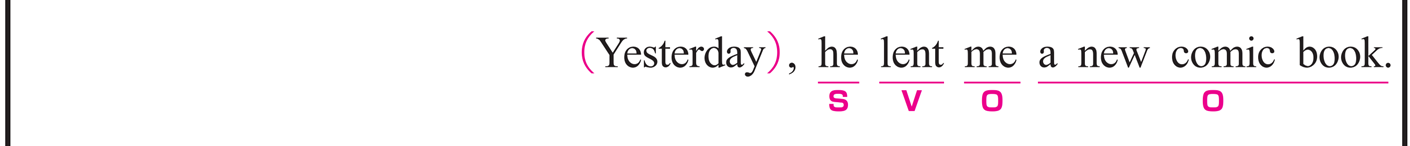 (Yesterday), he lent me a new comic book.
S V O O